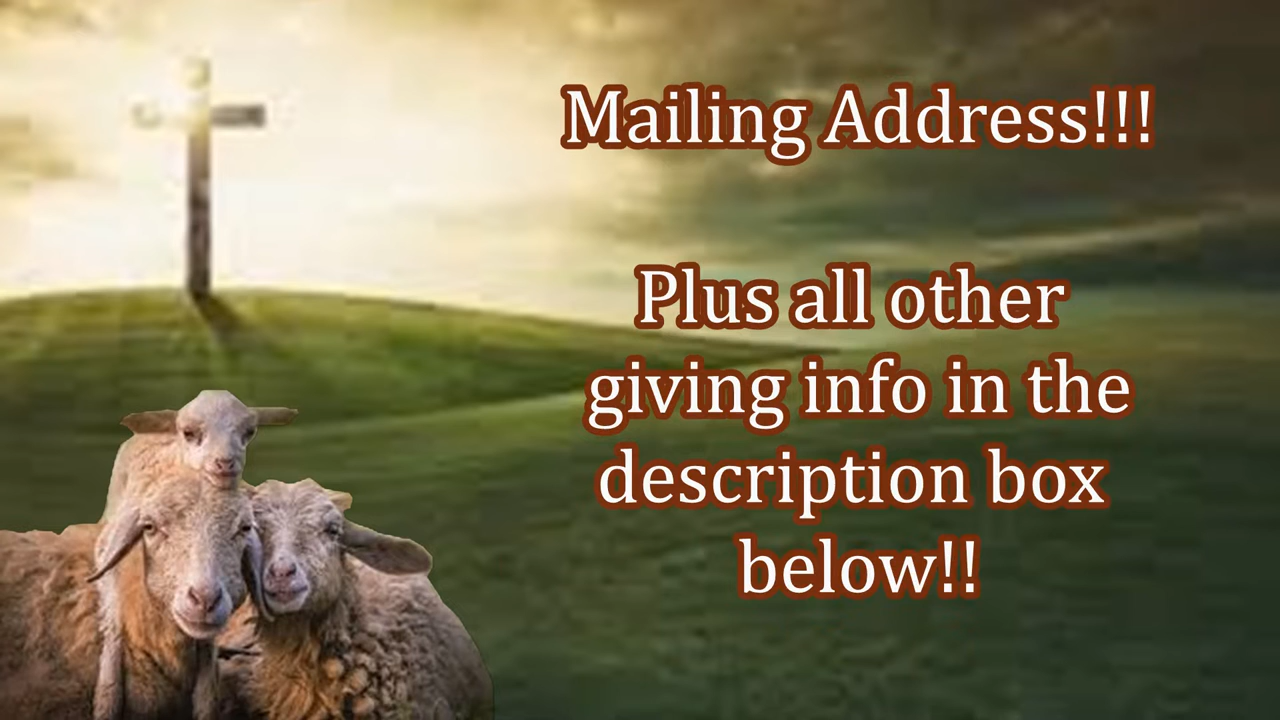 Mailing Address!!!
Plus all other
giving info in the
description box
below!!